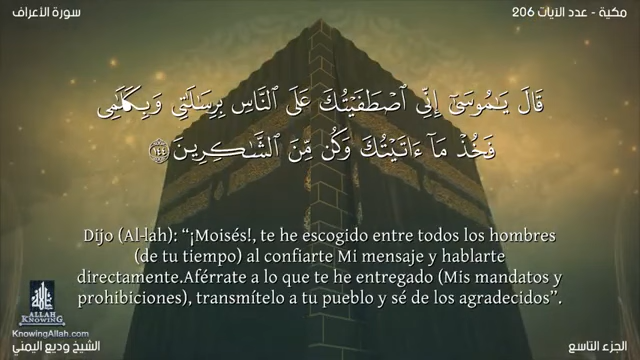 سورة الأعراف
مكية - عدد الآيات 206
قَالَ يَـٰمُوسَىٰٓ إِنِّى ٱصْطَفَيْتُكَ عَلَى ٱلنَّاسِ بِرِسَـٰلَـٰتِى وَبِكَلَـٰمِى
فَخُذْ مَآ ءَاتَيْتُكَ وَكُن مِّنَ ٱلشَّـٰكِرِينَ ١٤٤
Dijo (Al-lah): “¡Moisés!, te he escogido entre todos los hombres
(de tu tiempo) al confiarte Mi mensaje y hablarte
directamente.Aférrate a lo que te he entregado (Mis mandatos y
prohibiciones), transmítelo a tu pueblo y sé de los agradecidos”.
ALLAH
KNOWING
KnowingAllah.com
الشيخ وديع اليمني
الجزء التاسع